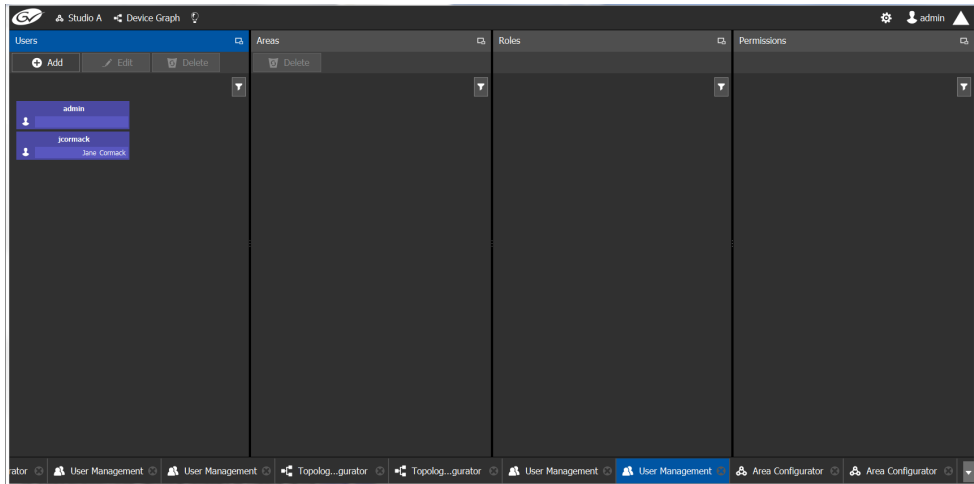 GV Studio A Device Graph admin
Users Areas Roles Permissions
Add Edit Delete Delete
admin
jcormack
Jane Cormack
rator User Management User Management Topolog...gurator Topolog...gurator User Management User Management Area Configurator Area Configurator